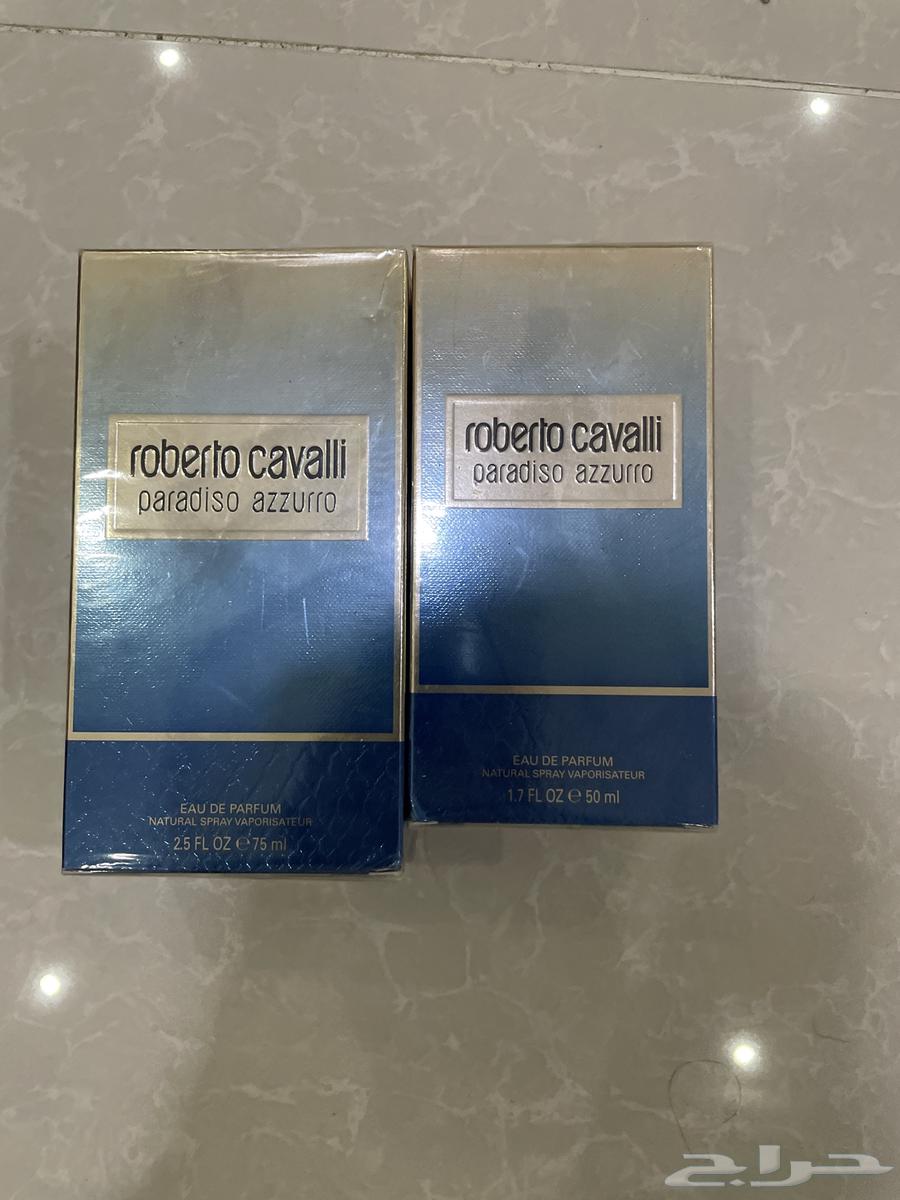 roberto cavalli
paradiso azzurro
EAU DE PARFUM
NATURAL SPRAY VAPORISATEUR
2.5 FL OZ ℮ 75 ml
roberto cavalli
paradiso azzurro
EAU DE PARFUM
NATURAL SPRAY VAPORISATEUR
1.7 FL OZ ℮ 50 ml
حراج